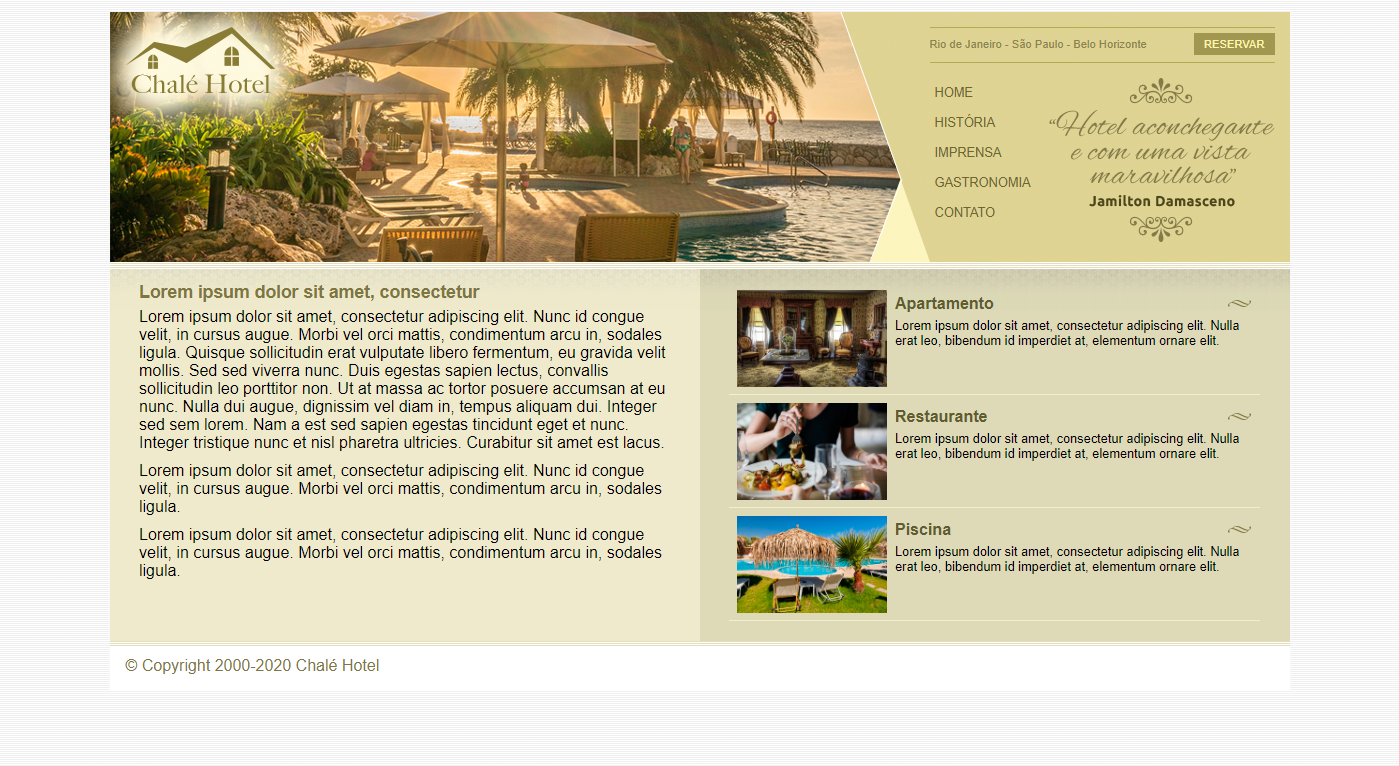 Chalé Hotel
Rio de Janeiro - São Paulo - Belo Horizonte
RESERVAR
HOME
HISTÓRIA
IMPRENSA
GASTRONOMIA
CONTATO
“Hotel aconchegante
e com uma vista
maravilhosa”
Jamilton Damasceno
Lorem ipsum dolor sit amet, consectetur
Lorem ipsum dolor sit amet, consectetur adipiscing elit. Nunc id congue
velit, in cursus augue. Morbi vel orci mattis, condimentum arcu in, sodales
ligula. Quisque sollicitudin erat vulputate libero fermentum, eu gravida velit
mollis. Sed sed viverra nunc. Duis egestas sapien lectus, convallis
sollicitudin leo porttitor non. Ut at massa ac tortor posuere accumsan at eu
nunc. Nulla dui augue, dignissim vel diam in, tempus aliquam dui. Integer
sed sem lorem. Nam a est sed sapien egestas tincidunt eget et nunc.
Integer tristique nunc et nisl pharetra ultricies. Curabitur sit amet est lacus.
Lorem ipsum dolor sit amet, consectetur adipiscing elit. Nunc id congue
velit, in cursus augue. Morbi vel orci mattis, condimentum arcu in, sodales
ligula.
Lorem ipsum dolor sit amet, consectetur adipiscing elit. Nunc id congue
velit, in cursus augue. Morbi vel orci mattis, condimentum arcu in, sodales
ligula.
Apartamento
Lorem ipsum dolor sit amet, consectetur adipiscing elit. Nulla
erat leo, bibendum id imperdiet at, elementum ornare elit.
Restaurante
Lorem ipsum dolor sit amet, consectetur adipiscing elit. Nulla
erat leo, bibendum id imperdiet at, elementum ornare elit.
Piscina
Lorem ipsum dolor sit amet, consectetur adipiscing elit. Nulla
erat leo, bibendum id imperdiet at, elementum ornare elit.
© Copyright 2000-2020 Chalé Hotel